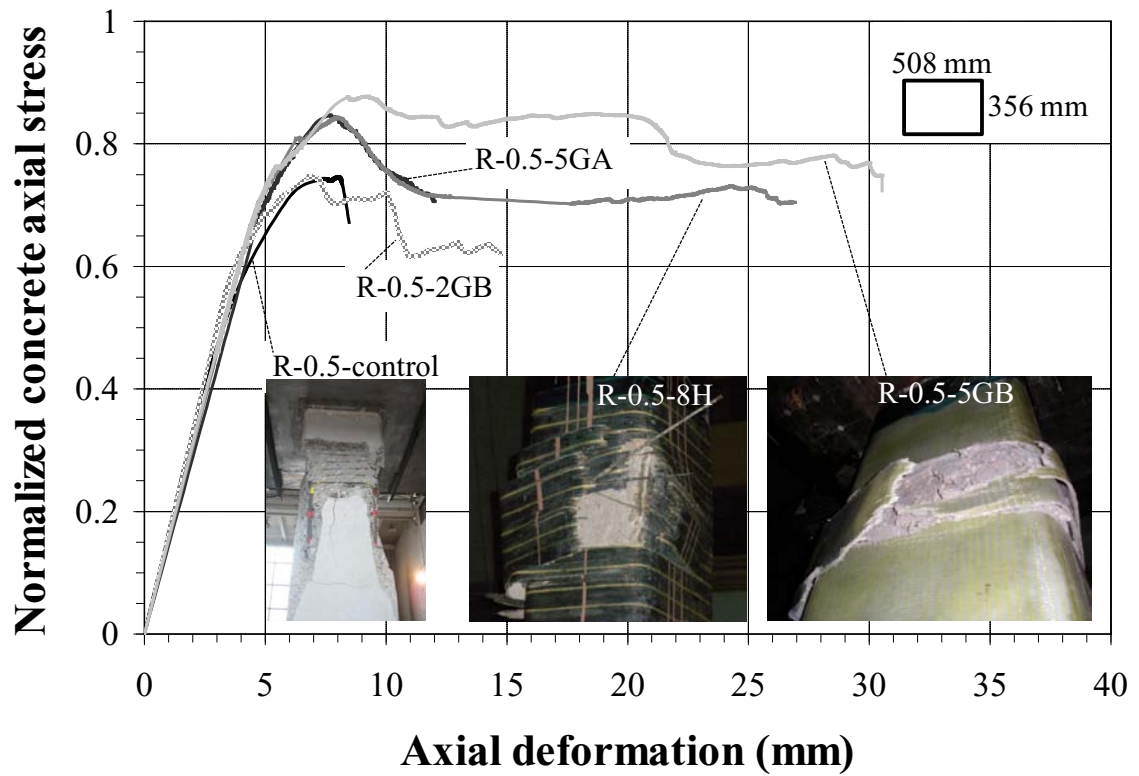 Normalized concrete axial stress
1
0.8
0.6
0.4
0.2
0
0 5 10 15 20 25 30 35 40
Axial deformation (mm)
508 mm
356 mm
R-0.5-5GA
R-0.5-2GB
R-0.5-control
R-0.5-8H
R-0.5-5GB